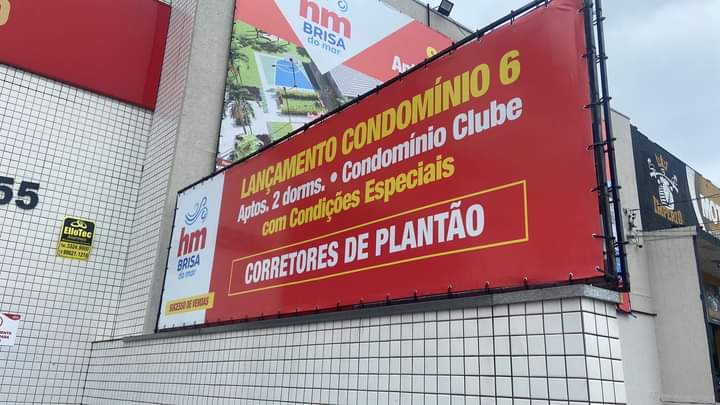 hm
BRISA
do mar
LANÇAMENTO CONDOMÍNIO 6
Aptos. 2 dorms. • Condomínio Clube
com Condições Especiais
CORRETORES DE PLANTÃO
hm
BRISA
do mar
SUCESSO DE VENDAS
55
ElloTec
IMPÉRIO